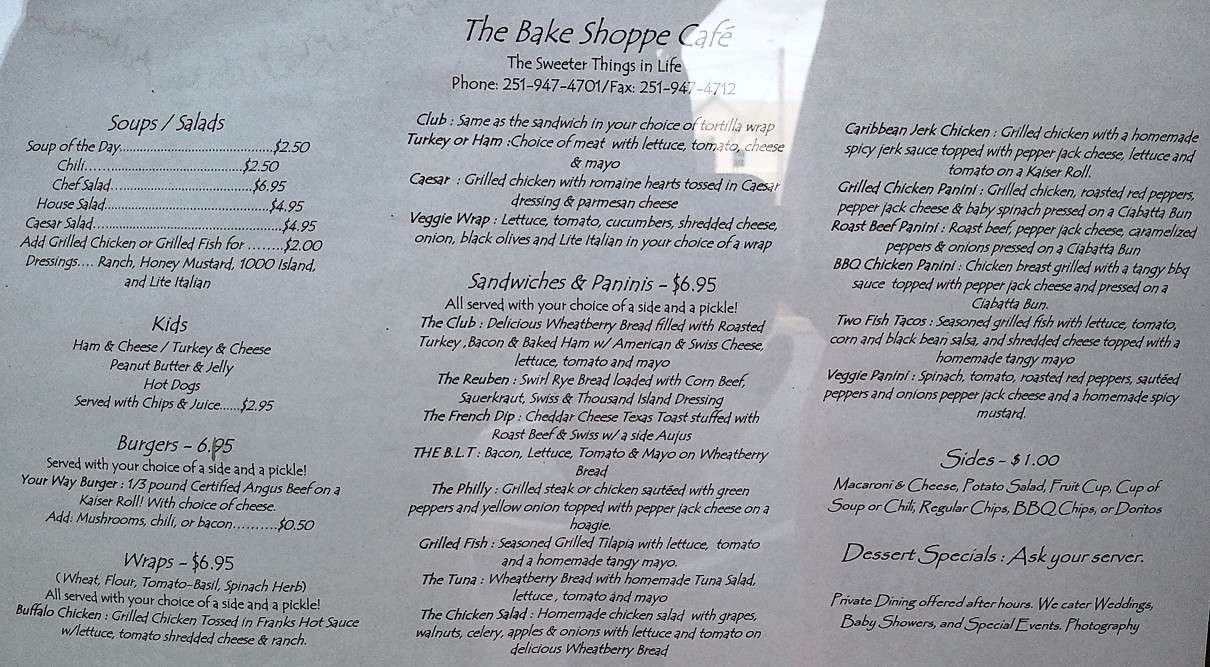 The Bake Shoppe Café
The Sweeter Things in Life
Phone: 251-947-4701/Fax: 251-947-4712
Soups / Salads
Soup of the Day......................................$2.50
Chili.......................................$2.50
Chef Salad...................................$6.95
House Salad.........................................$4.95
Caesar Salad..............................................$4.95
Add Grilled Chicken or Grilled Fish for ........$2.00
Dressings.... Ranch, Honey Mustard, 1000 Island,
and Lite Italian
Kids
Ham & Cheese / Turkey & Cheese
Peanut Butter & Jelly
Hot Dogs
Served with Chips & Juice......$2.95
Burgers - 6.95
Served with your choice of a side and a pickle!
Your Way Burger : 1/3 pound Certified Angus Beef on a
Kaiser Roll! With choice of cheese.
Add: Mushrooms, chili, or bacon..........$0.50
Wraps - $6.95
(Wheat, Flour, Tomato-Basil, Spinach Herb)
All served with your choice of a side and a pickle!
Buffalo Chicken : Grilled Chicken Tossed in Franks Hot Sauce
w/lettuce, tomato shredded cheese & ranch.
Club : Same as the sandwich in your choice of tortilla wrap
Turkey or Ham :Choice of meat with lettuce, tomato, cheese
& mayo
Caesar : Grilled chicken with romaine hearts tossed in Caesar
dressing & parmesan cheese
Veggie Wrap : Lettuce, tomato, cucumbers, shredded cheese,
onion, black olives and Lite Italian in your choice of a wrap
Sandwiches & Paninis - $6.95
All served with your choice of a side and a pickle!
The Club : Delicious Wheatberry Bread filled with Roasted
Turkey ,Bacon & Baked Ham w/ American & Swiss Cheese,
lettuce, tomato and mayo
The Reuben : Swirl Rye Bread loaded with Corn Beef,
Sauerkraut, Swiss & Thousand Island Dressing
The French Dip : Cheddar Cheese Texas Toast stuffed with
Roast Beef & Swiss w/ a side Aujus
THE B.L.T : Bacon, Lettuce, Tomato & Mayo on Wheatberry
Bread
The Philly : Grilled steak or chicken sautéed with green
peppers and yellow onion topped with pepper jack cheese on a
hoagie.
Grilled Fish : Seasoned Grilled Tilapia with lettuce, tomato
and a homemade tangy mayo.
The Tuna : Wheatberry Bread with homemade Tuna Salad,
lettuce , tomato and mayo
The Chicken Salad : Homemade chicken salad with grapes,
walnuts, celery, apples & onions with lettuce and tomato on
delicious Wheatberry Bread
Caribbean Jerk Chicken : Grilled chicken with a homemade
spicy jerk sauce topped with pepper jack cheese, lettuce and
tomato on a Kaiser Roll.
Grilled Chicken Panini : Grilled chicken, roasted red peppers,
pepper jack cheese & baby spinach pressed on a Ciabatta Bun
Roast Beef Panini : Roast beef, pepper jack cheese, caramelized
peppers & onions pressed on a Ciabatta Bun
BBQ Chicken Panini : Chicken breast grilled with a tangy bbq
sauce topped with pepper jack cheese and pressed on a
Ciabatta Bun.
Two Fish Tacos : Seasoned grilled fish with lettuce, tomato,
corn and black bean salsa, and shredded cheese topped with a
homemade tangy mayo
Veggie Panini : Spinach, tomato, roasted red peppers, sautéed
peppers and onions pepper jack cheese and a homemade spicy
mustard.
Sides - $1.00
Macaroni & Cheese, Potato Salad, Fruit Cup, Cup of
Soup or Chili, Regular Chips, BBQ Chips, or Doritos
Dessert Specials : Ask your server.
Private Dining offered after hours. We cater Weddings,
Baby Showers, and Special Events. Photography